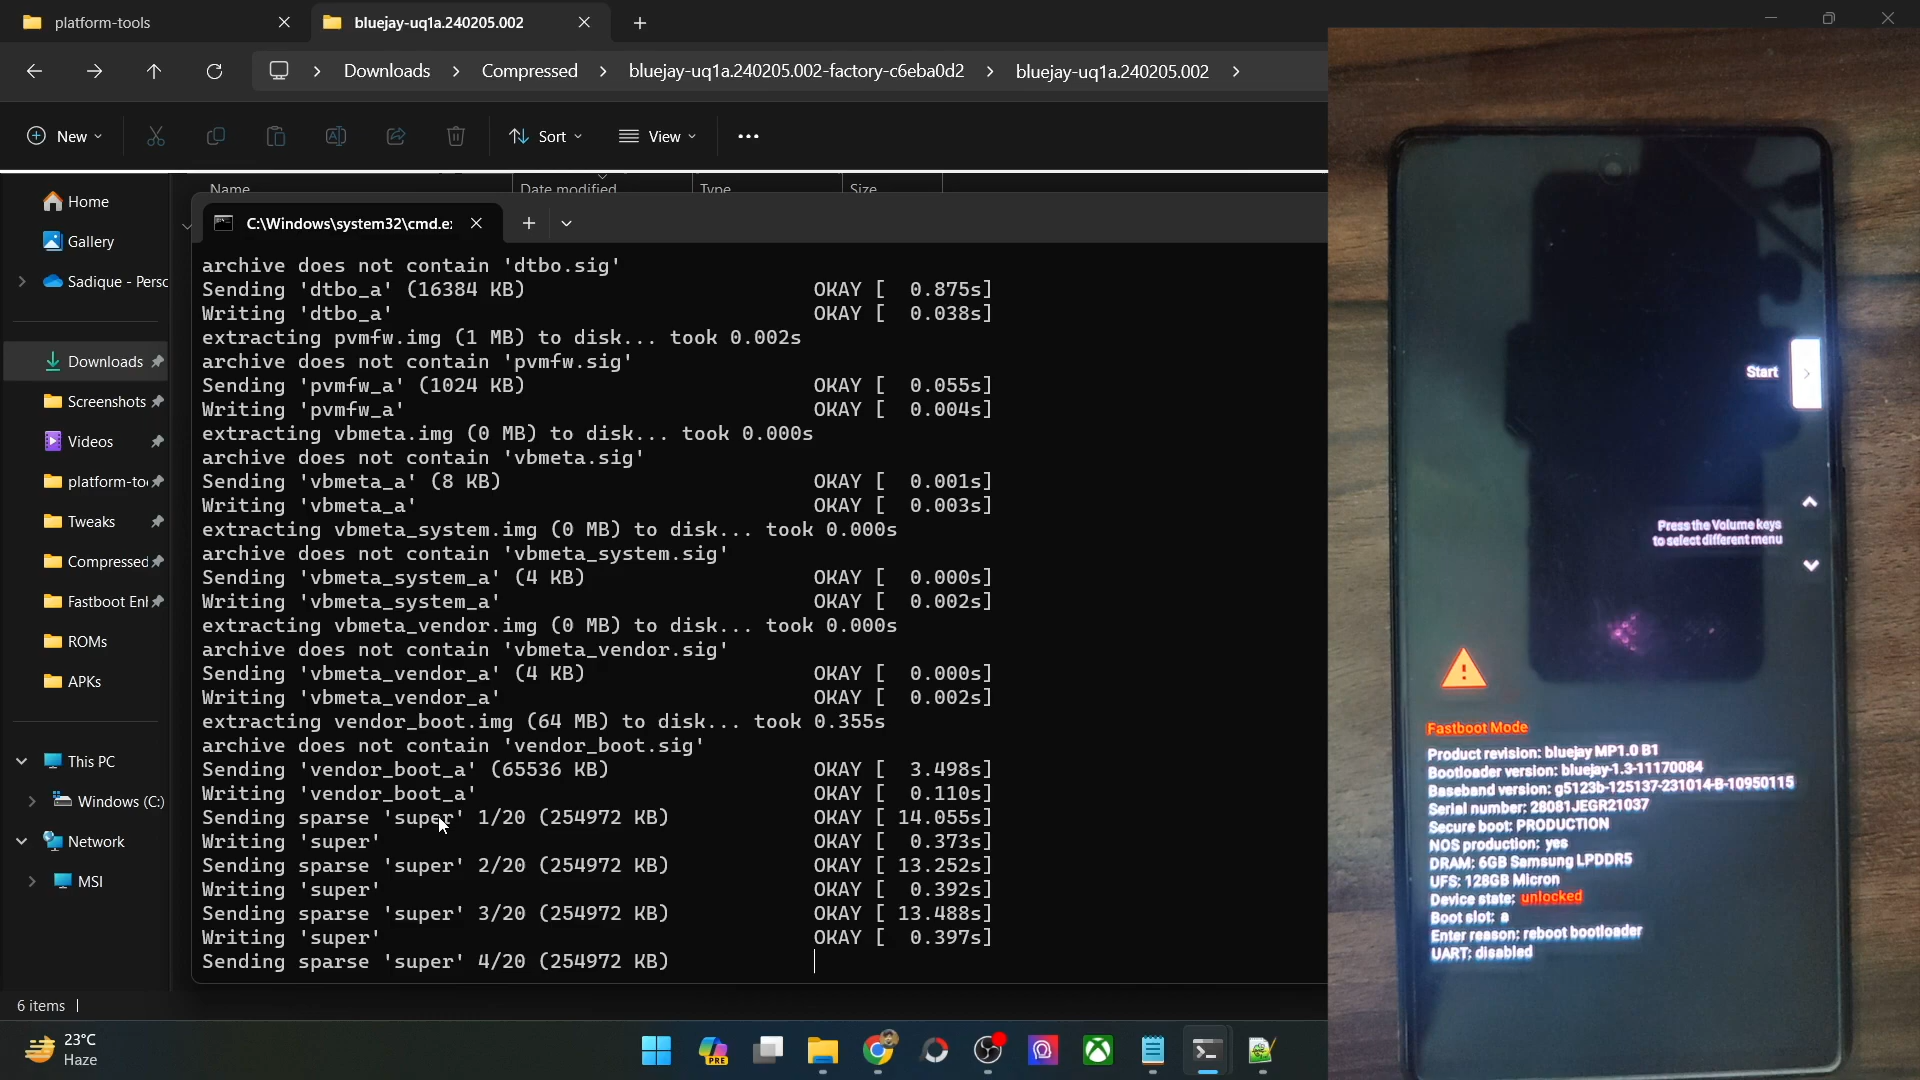 platform-tools
bluejay-uq1a.240205.002
Downloads
Compressed
bluejay-uq1a.240205.002-factory-c6eba0d2
bluejay-uq1a.240205.002
New
Sort
View
Name
Date modified
Type
Size
Home
Gallery
Sadique - Persc
Downloads
Screenshots
Videos
platform-to
Tweaks
Compressed
Fastboot Enl
ROMs
APKs
This PC
Windows (C:)
Network
MSI
6 items
C:\Windows\system32\cmd.e
archive does not contain 'dtbo.sig'
Sending 'dtbo_a' (16384 KB) OKAY [ 0.875s]
Writing 'dtbo_a' OKAY [ 0.038s]
extracting pvmfw.img (1 MB) to disk... took 0.002s
archive does not contain 'pvmfw.sig'
Sending 'pvmfw_a' (1024 KB) OKAY [ 0.055s]
Writing 'pvmfw_a' OKAY [ 0.004s]
extracting vbmeta.img (0 MB) to disk... took 0.000s
archive does not contain 'vbmeta.sig'
Sending 'vbmeta_a' (8 KB) OKAY [ 0.001s]
Writing 'vbmeta_a' OKAY [ 0.003s]
extracting vbmeta_system.img (0 MB) to disk... took 0.000s
archive does not contain 'vbmeta_system.sig'
Sending 'vbmeta_system_a' (4 KB) OKAY [ 0.000s]
Writing 'vbmeta_system_a' OKAY [ 0.002s]
extracting vbmeta_vendor.img (0 MB) to disk... took 0.000s
archive does not contain 'vbmeta_vendor.sig'
Sending 'vbmeta_vendor_a' (4 KB) OKAY [ 0.000s]
Writing 'vbmeta_vendor_a' OKAY [ 0.002s]
extracting vendor_boot.img (64 MB) to disk... took 0.355s
archive does not contain 'vendor_boot.sig'
Sending 'vendor_boot_a' (65536 KB) OKAY [ 3.498s]
Writing 'vendor_boot_a' OKAY [ 0.110s]
Sending sparse 'super' 1/20 (254972 KB) OKAY [ 14.055s]
Writing 'super' OKAY [ 0.373s]
Sending sparse 'super' 2/20 (254972 KB) OKAY [ 13.252s]
Writing 'super' OKAY [ 0.392s]
Sending sparse 'super' 3/20 (254972 KB) OKAY [ 13.488s]
Writing 'super' OKAY [ 0.397s]
Sending sparse 'super' 4/20 (254972 KB)
23°C
Haze
PRE
Start
Press the Volume keys
to select different menu
Fastboot Mode
Product revision: bluejay MP1.0 B1
Bootloader version: bluejay-1.3-11170084
Baseband version: g5123b-125137-231014-B-10950115
Serial number: 28081JEGR21037
Secure boot: PRODUCTION
NOS production: yes
DRAM: 6GB Samsung LPDDR5
UFS: 128GB Micron
Device state: unlocked
Boot slot: a
Enter reason: reboot bootloader
UART: disabled